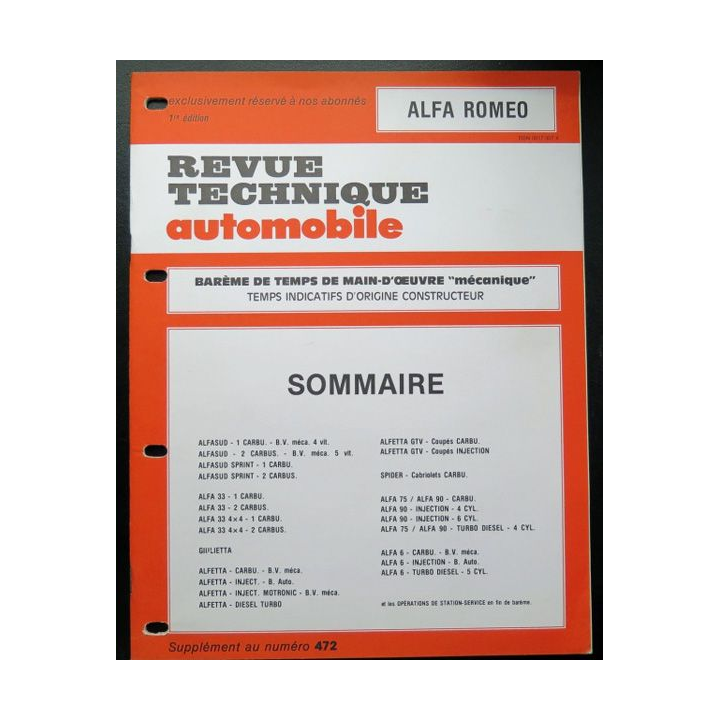 exclusivement réservé à nos abonnés
1re édition
ALFA ROMEO
REVUE
TECHNIQUE
automobile
BARÈME DE TEMPS DE MAIN-D'ŒUVRE "mécanique"
TEMPS INDICATIFS D'ORIGINE CONSTRUCTEUR
SOMMAIRE
ALFASUD - 1 CARBU. - B.V. méca. 4 vit.
ALFASUD - 2 CARBUS. - B.V. méca. 5 vit.
ALFASUD SPRINT - 1 CARBU.
ALFASUD SPRINT - 2 CARBUS.
ALFA 33 - 1 CARBU.
ALFA 33 - 2 CARBUS.
ALFA 33 4×4 - 1 CARBU.
ALFA 33 4×4 - 2 CARBUS.
GIULIETTA
ALFETTA - CARBU. - B.V. méca.
ALFETTA - INJECT. - B. Auto.
ALFETTA - INJECT. MOTRONIC - B.V. méca.
ALFETTA - DIESEL TURBO
ALFETTA GTV - Coupés CARBU.
ALFETTA GTV - Coupés INJECTION
SPIDER - Cabriolets CARBU.
ALFA 75 / ALFA 90 - CARBU.
ALFA 90 - INJECTION - 4 CYL.
ALFA 90 - INJECTION - 6 CYL.
ALFA 75 / ALFA 90 - TURBO DIESEL - 4 CYL.
ALFA 6 - CARBU. - B.V. méca.
ALFA 6 - INJECTION - B. Auto.
ALFA 6 - TURBO DIESEL - 5 CYL.
et les OPÉRATIONS DE STATION-SERVICE en fin de barème.
Supplément au numéro 472